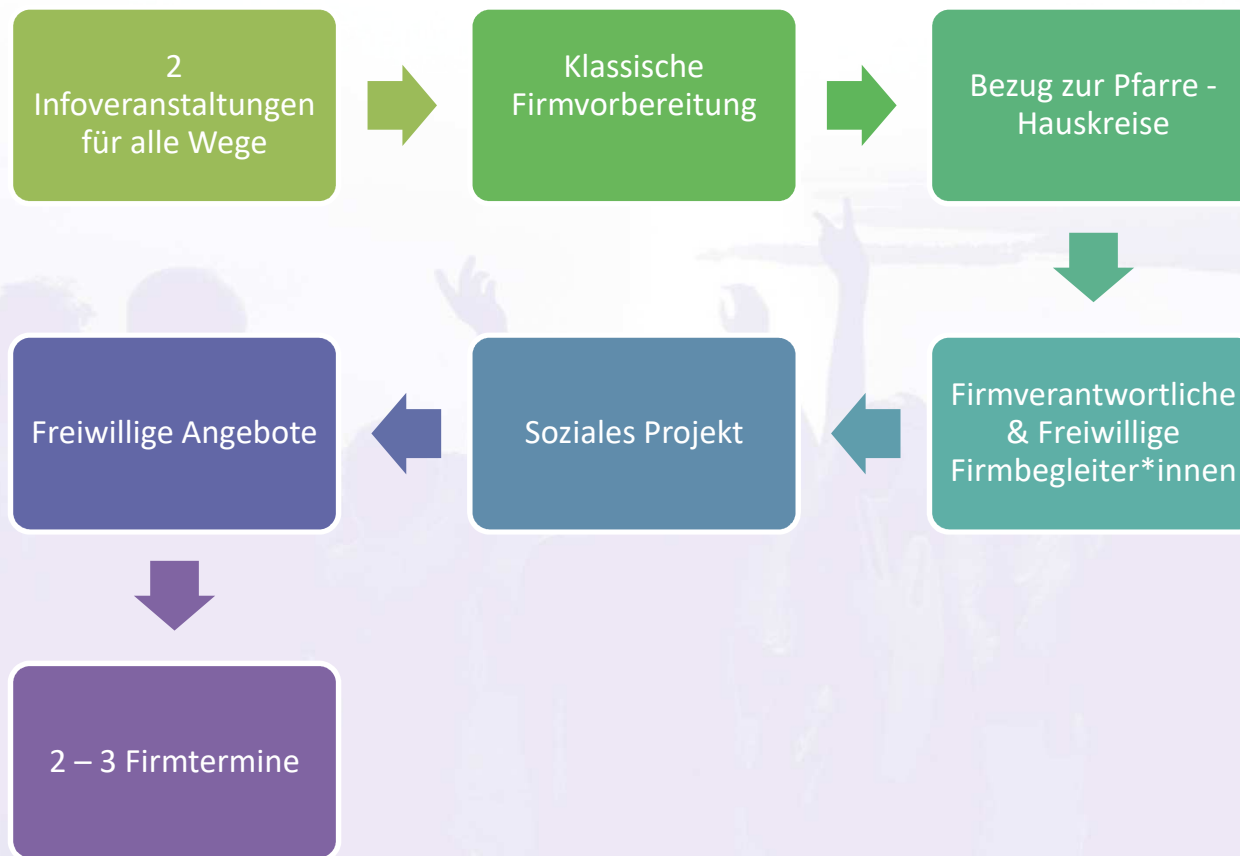 2
Infoveranstaltungen
für alle Wege
Klassische
Firmvorbereitung
Bezug zur Pfarre -
Hauskreise
Firmverantwortliche
& Freiwillige
Firmbegleiter*innen
Soziales Projekt
Freiwillige Angebote
2 – 3 Firmtermine